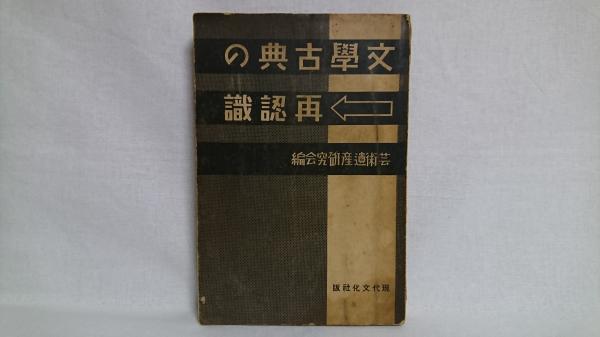 文學古典の
再認識
芸術遺産研究会編
現代文化社版